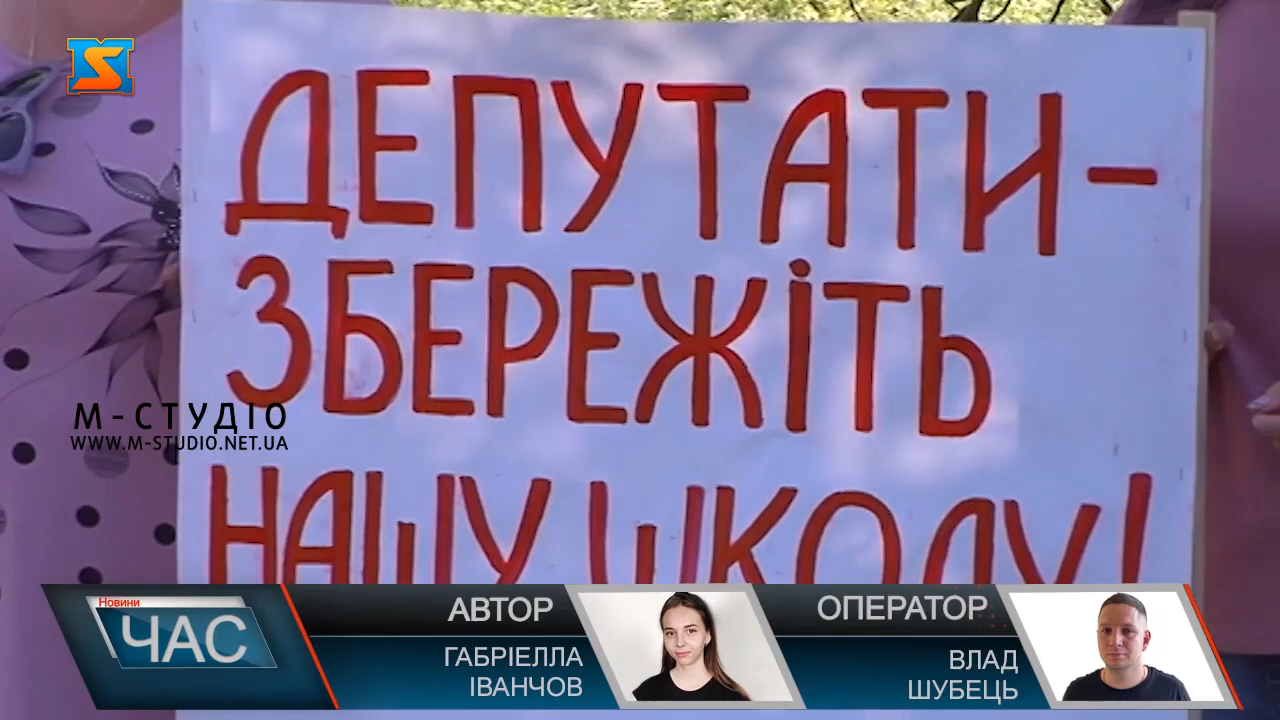 ДЕПУТАТИ-
ЗБЕРЕЖІТЬ
НАШУ ШКОЛУ!
М-СТУДІО
WWW.M-STUDIO.NET.UA
Новини
ЧАС
АВТОР
ГАБРІЕЛЛА
ІВАНЧОВ
ОПЕРАТОР
ВЛАД
ШУБЕЦЬ